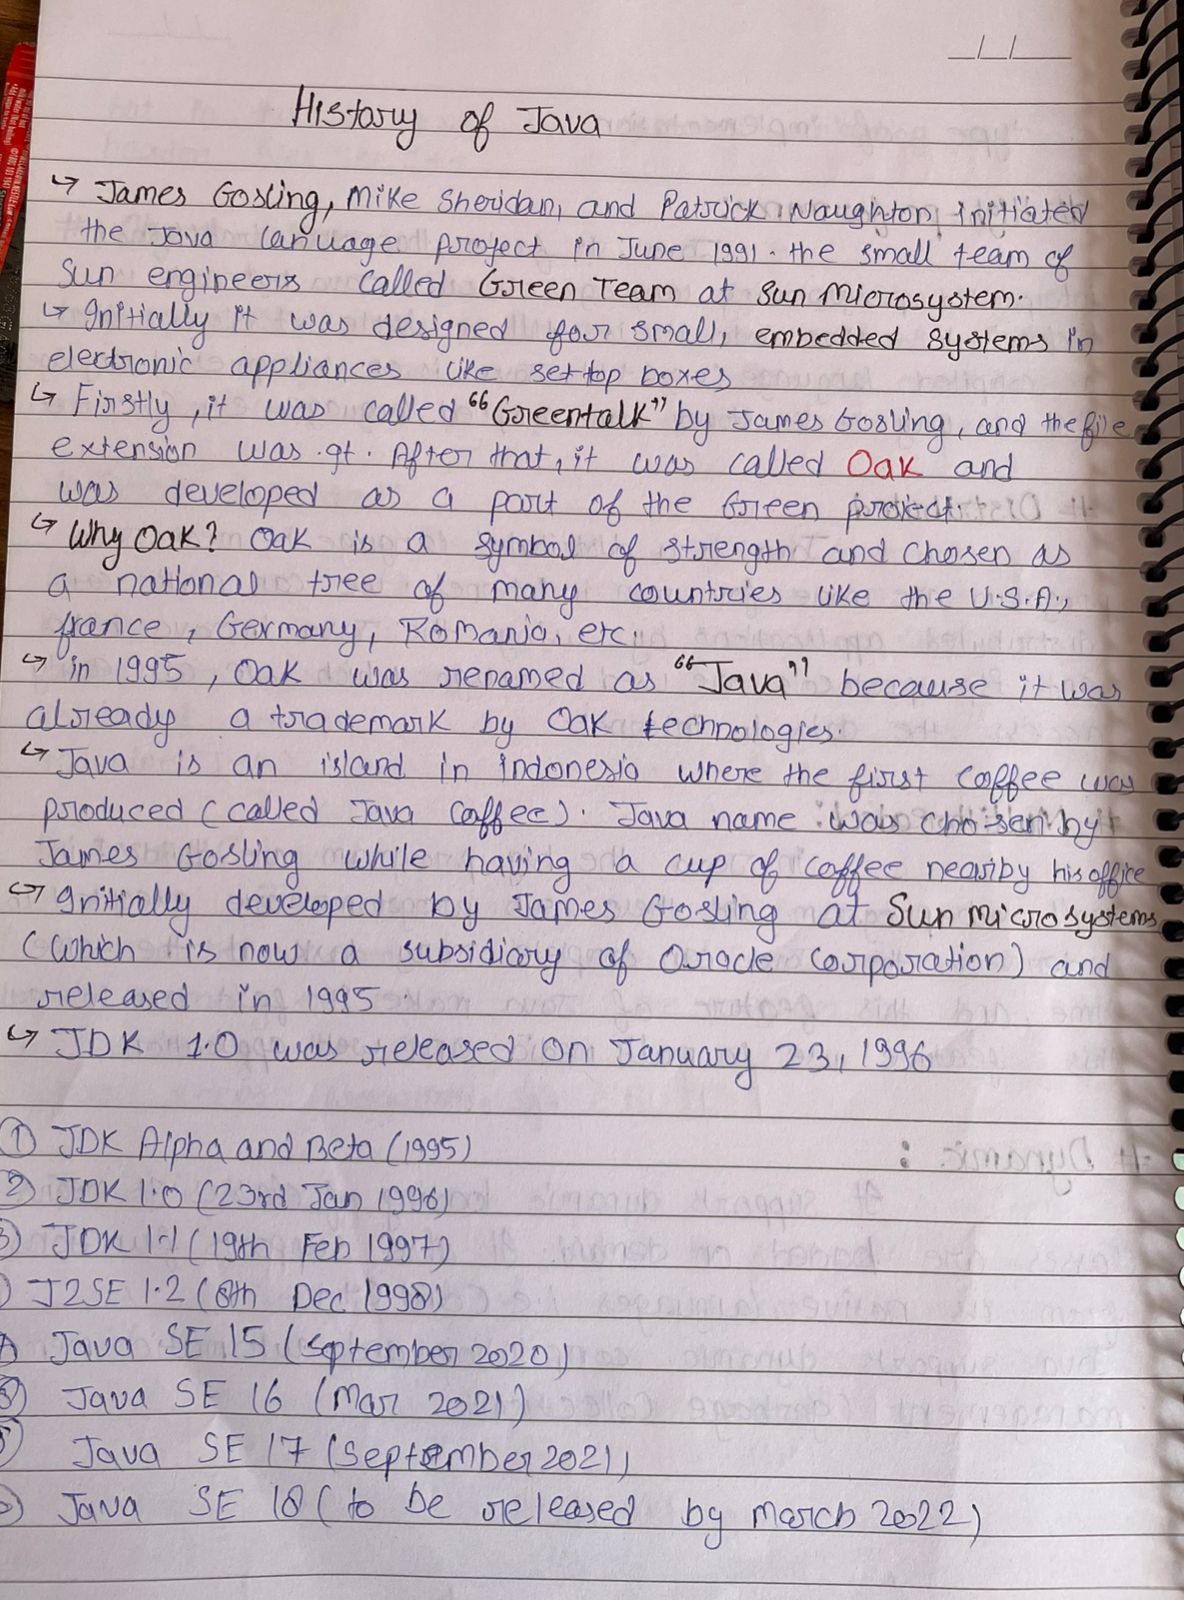 History of Java
↳ James Gosling, Mike Sheridan, and Patrick Naughton initiated
the Java lanuage project in June 1991. the small team of
Sun engineers called Green Team at Sun Microsystem.
↳ Initially it was designed for small, embedded systems in
electronic appliances like set top boxes
↳ Firstly, it was called "Greentalk" by James Gosling, and the file
extension was .gt. After that, it was called Oak and
was developed as a part of the Green project.
↳ Why Oak? Oak is a symbol of strength and chosen as
a national tree of many countries like the U.S.A.,
france, Germany, Romania, etc.
↳ in 1995, Oak was renamed as "Java" because it was
already a trademark by Oak technologies.
↳ Java is an island in indonesia where the first coffee was
produced (called Java coffee). Java name was chosen by
James Gosling while having a cup of coffee nearby his office
↳ Initially developed by James Gosling at Sun microsystems
(which is now a subsidiary of Oracle Corporation) and
released in 1995
↳ JDK 1.0 was released on January 23, 1996
① JDK Alpha and Beta (1995)
2) JDK 1.0 (23rd Jan 1996)
3) JDK 1.1 (19th Feb 1997)
) J2SE 1.2 (8th Dec 1998)
Java SE 15 (September 2020)
Java SE 16 (Mar 2021)
Java SE 17 (September 2021)
Java SE 18 (to be released by march 2022)